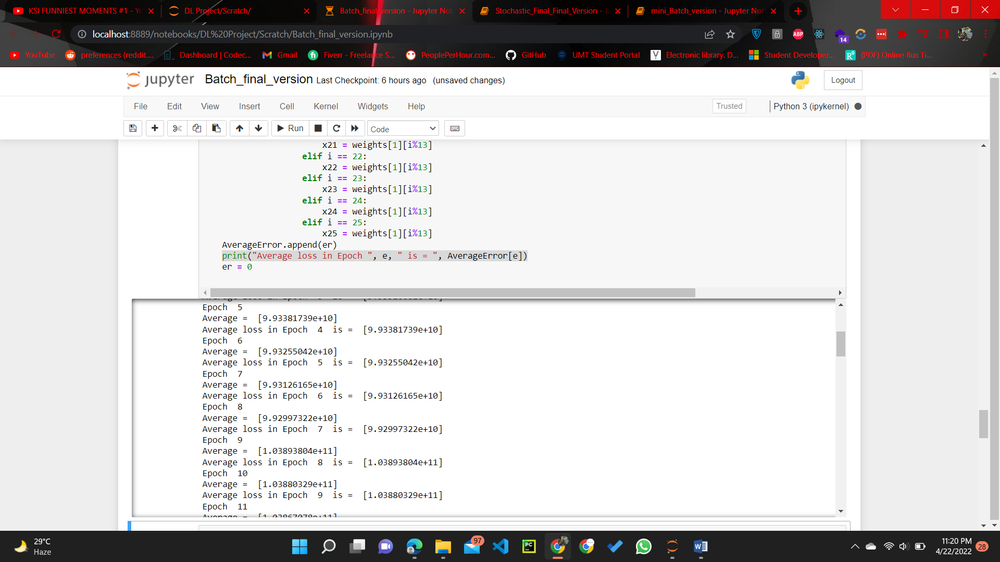 KSI FUNNIEST MOMENTS #1 - Yo
DL Project/Scratch/
Batch_final_version - Jupyter Not
Stochastic_Final_Final_Version - J
mini_Batch_version - Jupyter Not
localhost:8889/notebooks/DL%20Project/Scratch/Batch_final_version.ipynb
ABP
14
YouTube
preferences (reddit....
Dashboard | Codec...
Gmail
Fiverr - Freelance S...
PeoplePerHour.com...
GitHub
UMT Student Portal
Electronic library. D...
Student Developer...
(PDF) Online Bus Ti...
jupyter Batch_final_version Last Checkpoint: 6 hours ago (unsaved changes)
Logout
File Edit View Insert Cell Kernel Widgets Help
Trusted
Python 3 (ipykernel)
Run
Code
x21 = weights[1][i%13]
elif i == 22:
x22 = weights[1][i%13]
elif i == 23:
x23 = weights[1][i%13]
elif i == 24:
x24 = weights[1][i%13]
elif i == 25:
x25 = weights[1][i%13]
AverageError.append(er)
print("Average loss in Epoch ", e, " is = ", AverageError[e])
er = 0
Epoch  5
Average =  [9.93381739e+10]
Average loss in Epoch  4  is =  [9.93381739e+10]
Epoch  6
Average =  [9.93255042e+10]
Average loss in Epoch  5  is =  [9.93255042e+10]
Epoch  7
Average =  [9.93126165e+10]
Average loss in Epoch  6  is =  [9.93126165e+10]
Epoch  8
Average =  [9.92997322e+10]
Average loss in Epoch  7  is =  [9.92997322e+10]
Epoch  9
Average =  [1.03893804e+11]
Average loss in Epoch  8  is =  [1.03893804e+11]
Epoch  10
Average =  [1.03880329e+11]
Average loss in Epoch  9  is =  [1.03880329e+11]
Epoch  11
Average =  [1.03867078e+11]
29°C
Haze
97
PC
11:20 PM
4/22/2022
28